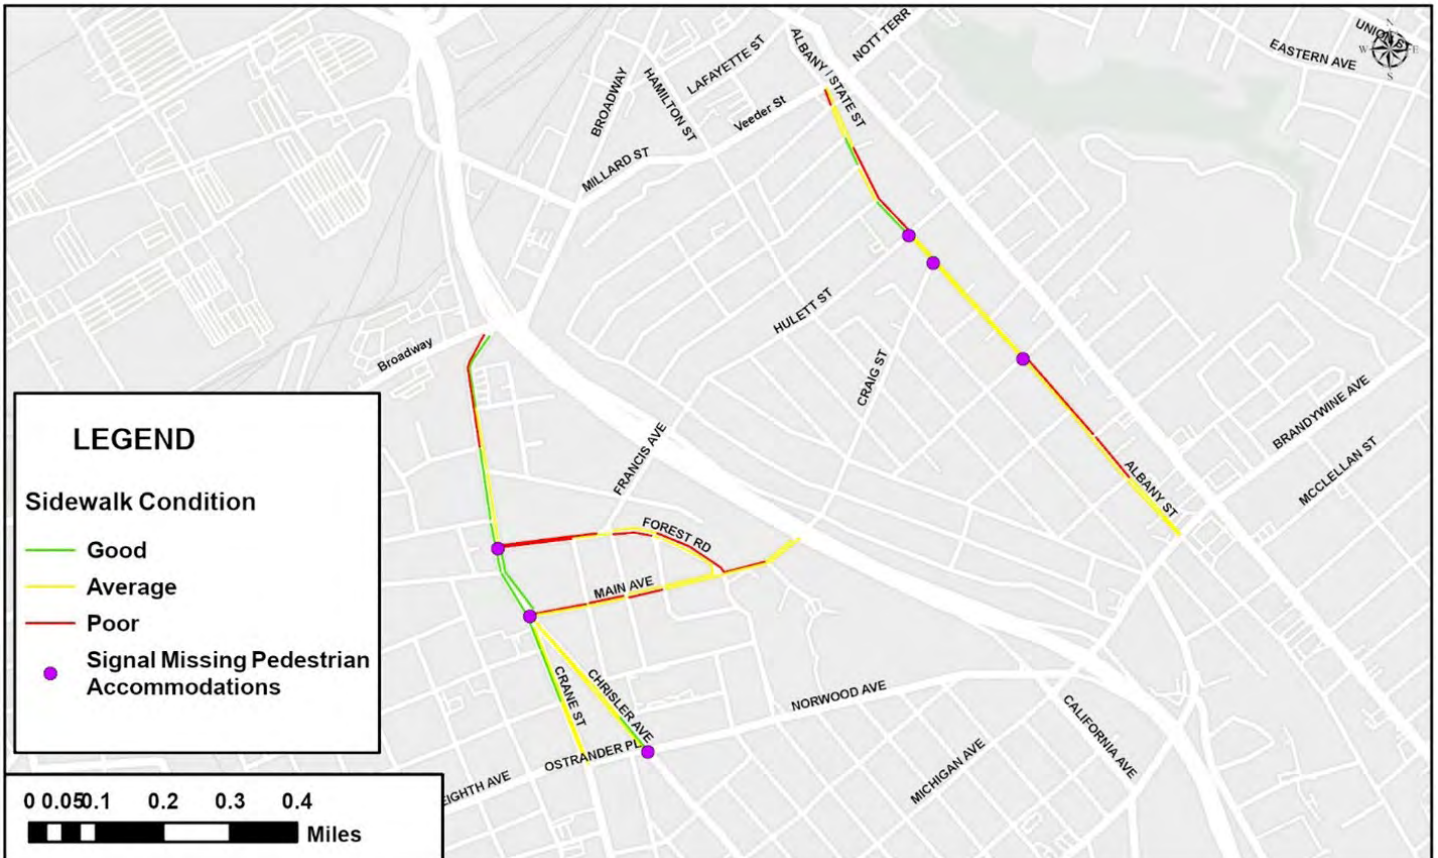 UNION ST
N
W E
S
EASTERN AVE
NOTT TERR
ALBANY
STATE ST
LAFAYETTE ST
HAMILTON ST
BROADWAY
Veeder St
MILLARD ST
HULETT ST
Broadway
CRAIG ST
BRANDYWINE AVE
MCCLELLAN ST
FRANCIS AVE
ALBANY ST
FOREST RD
MAIN AVE
CRANE ST
CHRISLER AVE
NORWOOD AVE
OSTRANDER PL
EIGHTH AVE
MICHIGAN AVE
CALIFORNIA AVE
LEGEND
Sidewalk Condition
Good
Average
Poor
Signal Missing Pedestrian
Accommodations
0 0.050.1 0.2 0.3 0.4
Miles